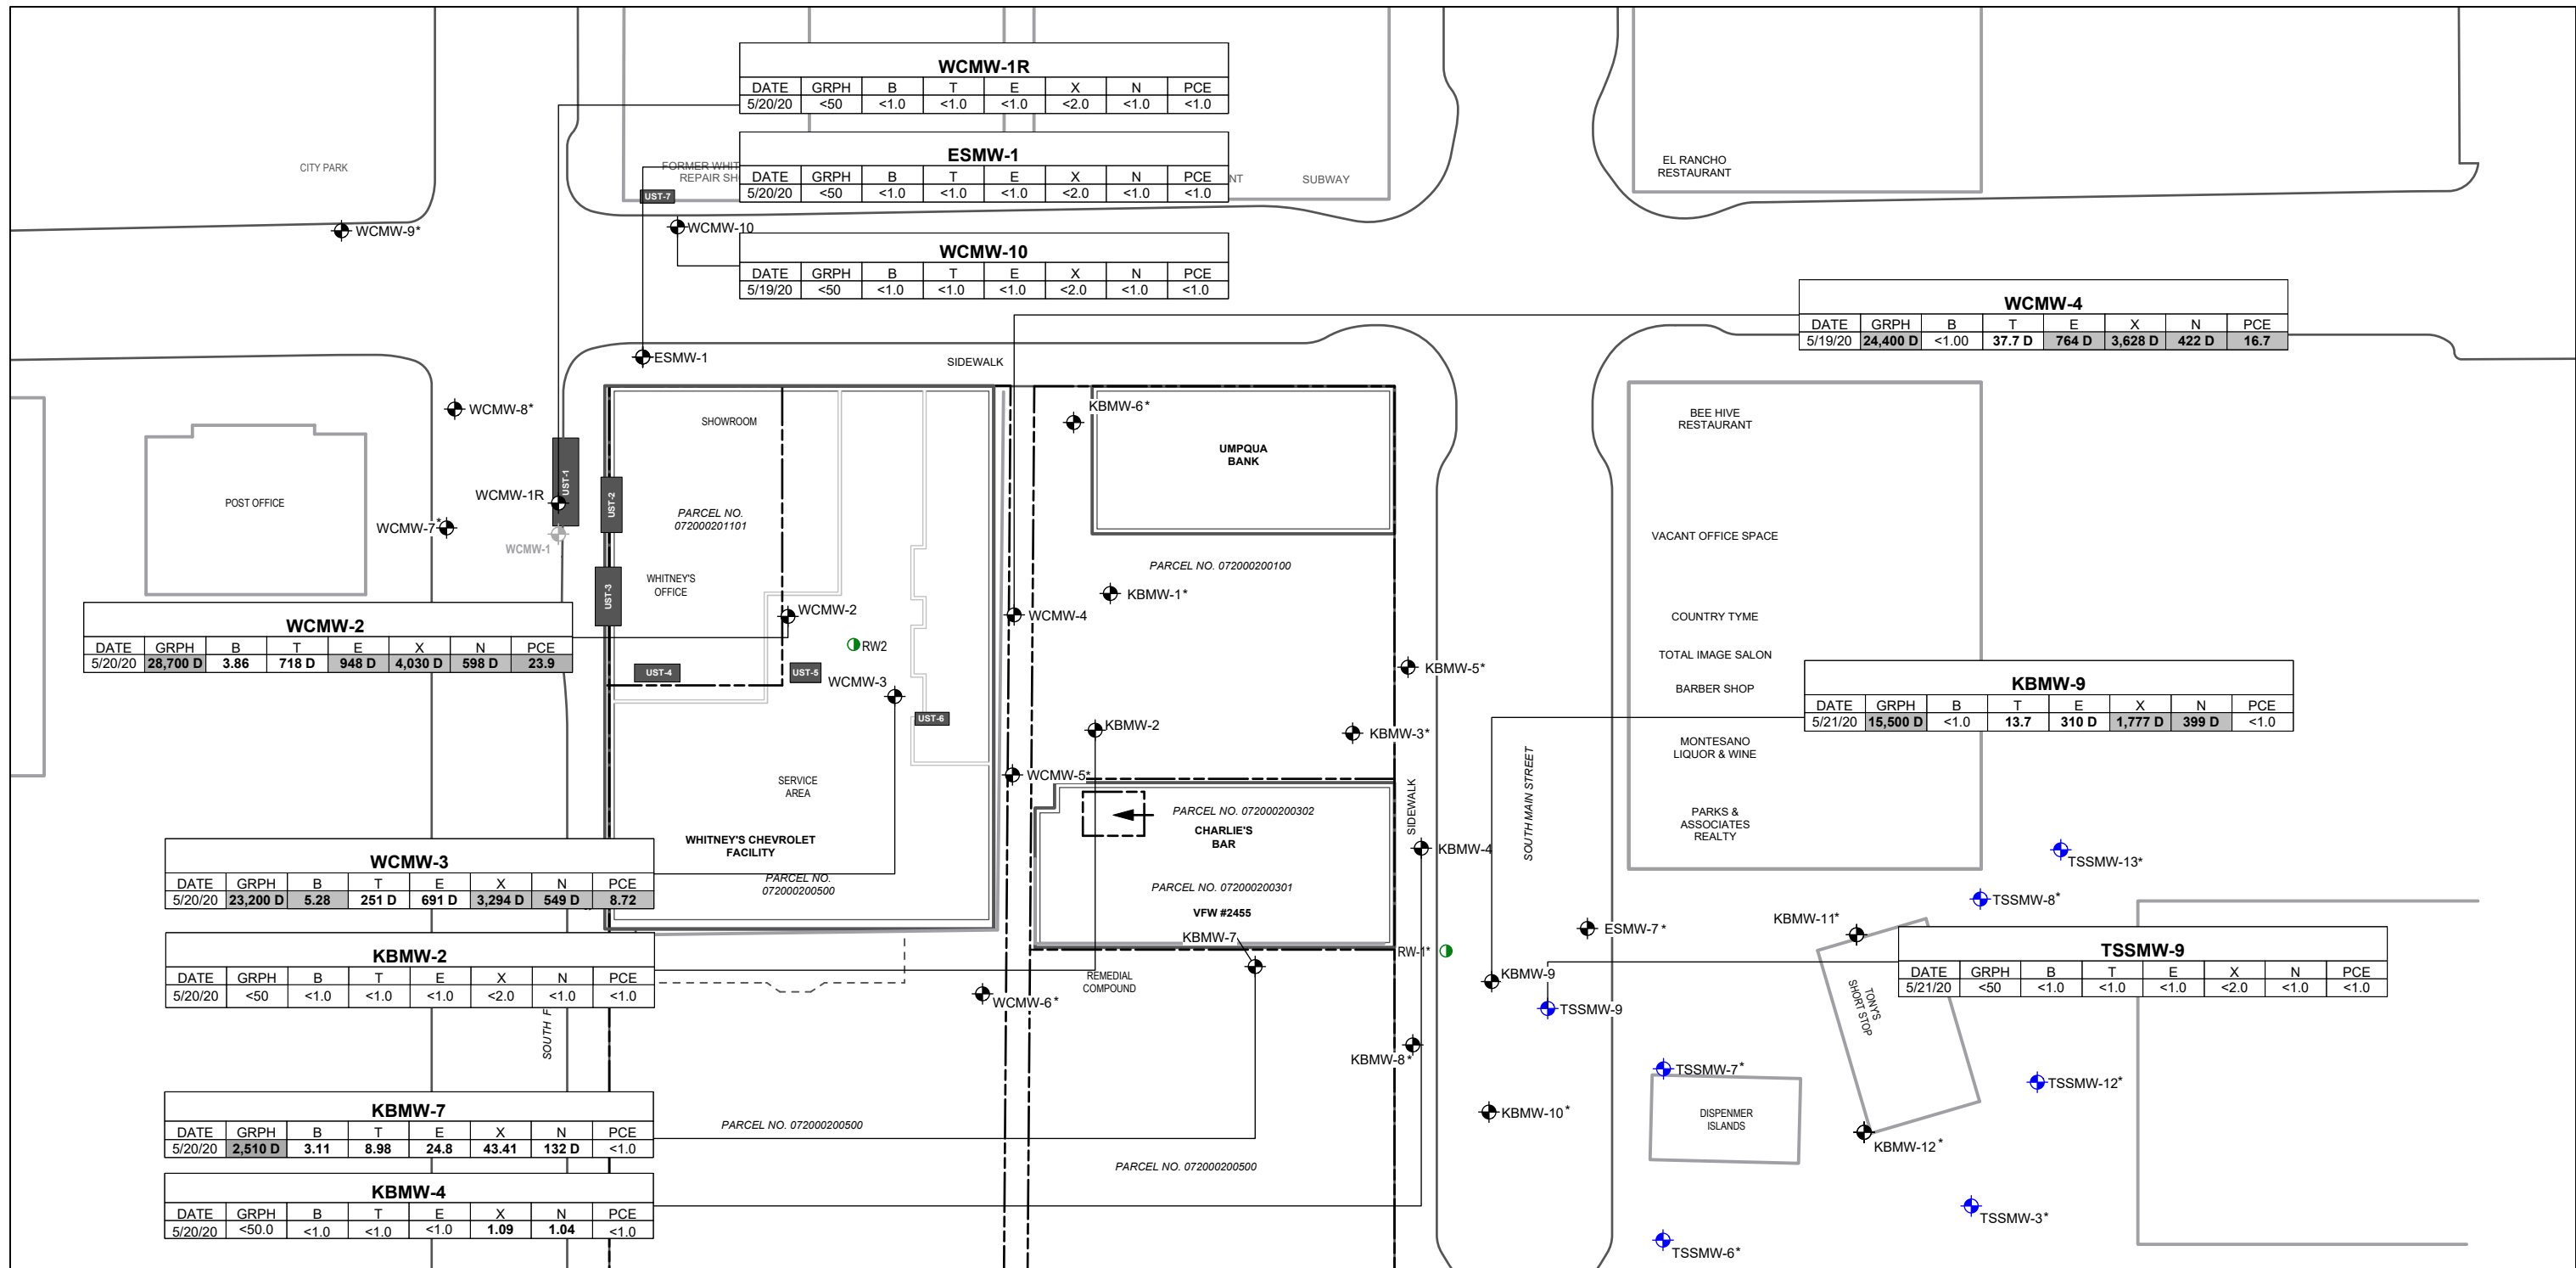 WCMW-1R
DATE GRPH B T E X N PCE
5/20/20 <50 <1.0 <1.0 <1.0 <2.0 <1.0 <1.0
ESMW-1
DATE GRPH B T E X N PCE
5/20/20 <50 <1.0 <1.0 <1.0 <2.0 <1.0 <1.0
WCMW-10
DATE GRPH B T E X N PCE
5/19/20 <50 <1.0 <1.0 <1.0 <2.0 <1.0 <1.0
CITY PARK
FORMER WHIT
REPAIR SH
NT
SUBWAY
EL RANCHO
RESTAURANT
UST-7
WCMW-9*
WCMW-10
WCMW-4
DATE GRPH B T E X N PCE
5/19/20 24,400 D <1.00 37.7 D 764 D 3,628 D 422 D 16.7
ESMW-1
SIDEWALK
WCMW-8*
SHOWROOM
KBMW-6*
UMPQUA
BANK
BEE HIVE
RESTAURANT
POST OFFICE
WCMW-1R
UST-1
UST-2
WCMW-7*
WCMW-1
PARCEL NO.
072000201101
VACANT OFFICE SPACE
PARCEL NO. 072000200100
UST-3
WHITNEY'S
OFFICE
KBMW-1*
WCMW-2
WCMW-4
COUNTRY TYME
WCMW-2
DATE GRPH B T E X N PCE
5/20/20 28,700 D 3.86 718 D 948 D 4,030 D 598 D 23.9
RW2
TOTAL IMAGE SALON
UST-4
UST-5
WCMW-3
KBMW-5*
BARBER SHOP
KBMW-9
DATE GRPH B T E X N PCE
5/21/20 15,500 D <1.0 13.7 310 D 1,777 D 399 D <1.0
UST-6
KBMW-2
KBMW-3*
MONTESANO
LIQUOR & WINE
SERVICE
AREA
WCMW-5*
SIDEWALK
SOUTH MAIN STREET
PARCEL NO. 072000200302
CHARLIE'S
BAR
PARKS &
ASSOCIATES
REALTY
WHITNEY'S CHEVROLET
FACILITY
KBMW-4
TSSMW-13*
WCMW-3
DATE GRPH B T E X N PCE
5/20/20 23,200 D 5.28 251 D 691 D 3,294 D 549 D 8.72
PARCEL NO.
072000200500
PARCEL NO. 072000200301
VFW #2455
TSSMW-8*
KBMW-11*
ESMW-7*
KBMW-7
RW-1*
KBMW-2
DATE GRPH B T E X N PCE
5/20/20 <50 <1.0 <1.0 <1.0 <2.0 <1.0 <1.0
TSSMW-9
DATE GRPH B T E X N PCE
5/21/20 <50 <1.0 <1.0 <1.0 <2.0 <1.0 <1.0
REMEDIAL
COMPOUND
KBMW-9
WCMW-6*
TSSMW-9
TONY'S
SHORT STOP
SOUTH F
KBMW-8*
TSSMW-7*
TSSMW-12*
KBMW-7
DATE GRPH B T E X N PCE
5/20/20 2,510 D 3.11 8.98 24.8 43.41 132 D <1.0
PARCEL NO. 072000200500
KBMW-10*
DISPENMER
ISLANDS
KBMW-12*
PARCEL NO. 072000200500
KBMW-4
DATE GRPH B T E X N PCE
5/20/20 <50.0 <1.0 <1.0 <1.0 1.09 1.04 <1.0
TSSMW-3*
TSSMW-6*